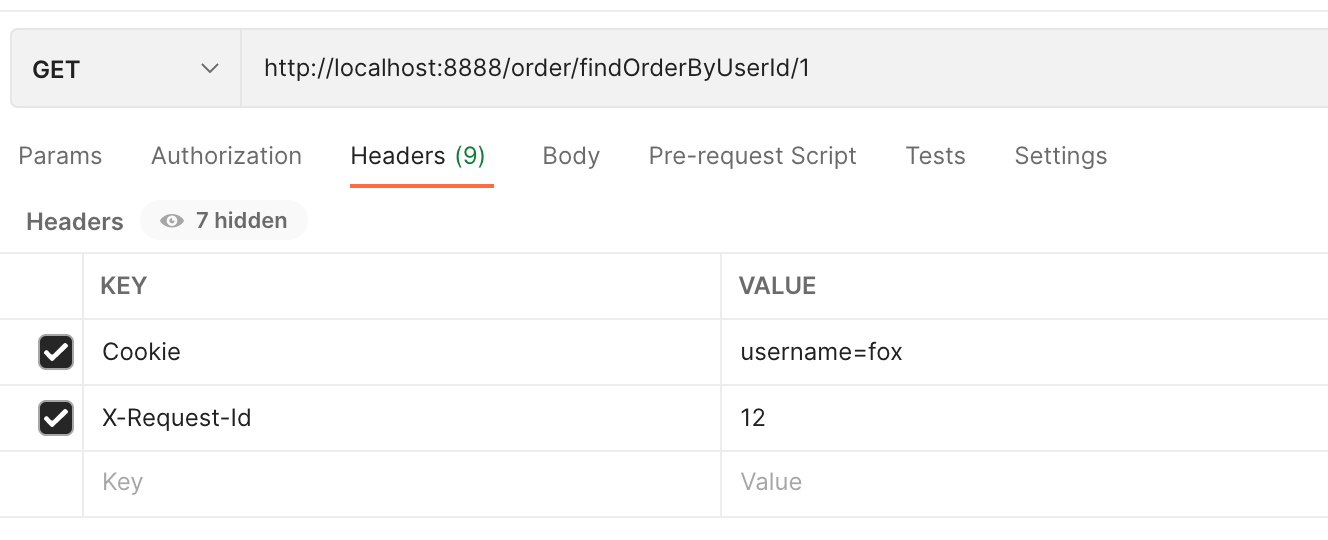 GET http://localhost:8888/order/findOrderByUserId/1
Params Authorization Headers (9) Body Pre-request Script Tests Settings
Headers 7 hidden
KEY VALUE
Cookie username=fox
X-Request-Id 12
Key Value